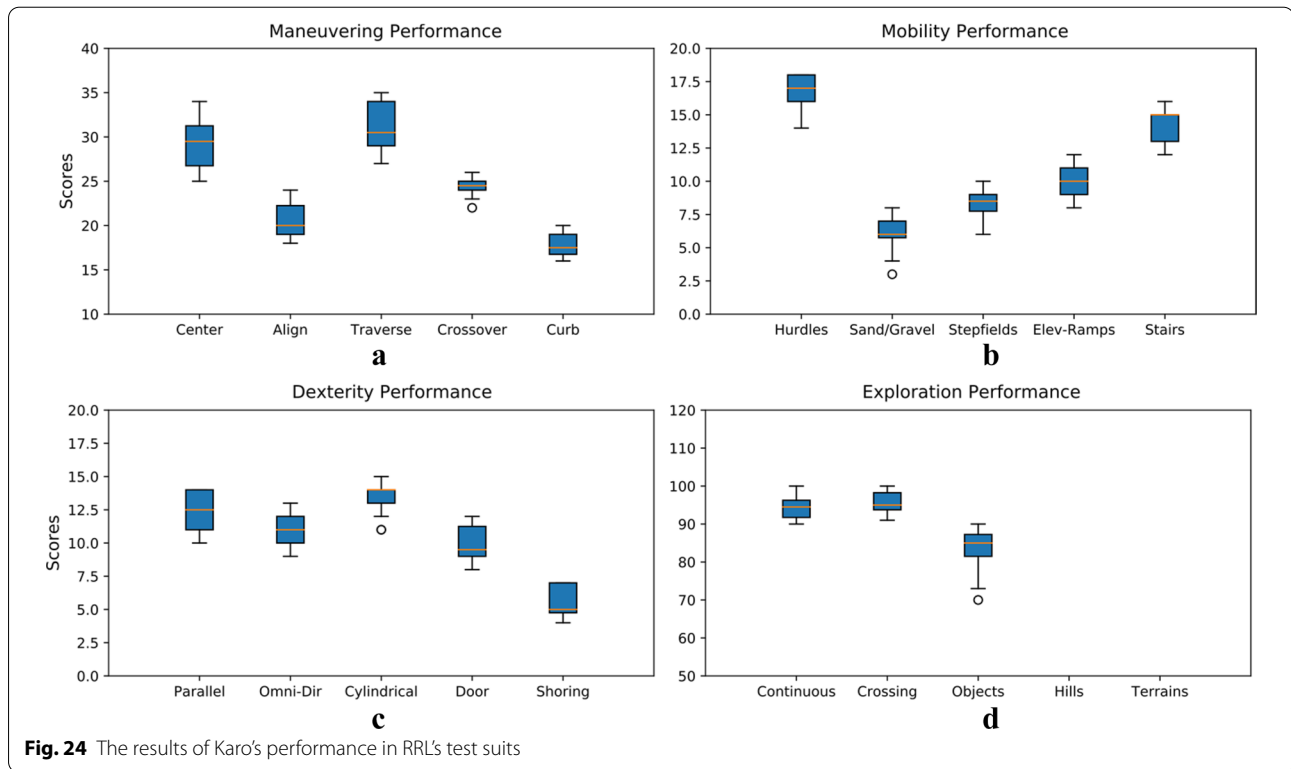 Maneuvering Performance
40
35
30
25
20
15
10
Scores
Center Align Traverse Crossover Curb
a
Mobility Performance
20.0
17.5
15.0
12.5
10.0
7.5
5.0
2.5
0.0
Hurdles Sand/Gravel Stepfields Elev-Ramps Stairs
b
Dexterity Performance
20.0
17.5
15.0
12.5
10.0
7.5
5.0
2.5
0.0
Scores
Parallel Omni-Dir Cylindrical Door Shoring
c
Exploration Performance
120
110
100
90
80
70
60
50
Continuous Crossing Objects Hills Terrains
d
Fig. 24 The results of Karo's performance in RRL's test suits